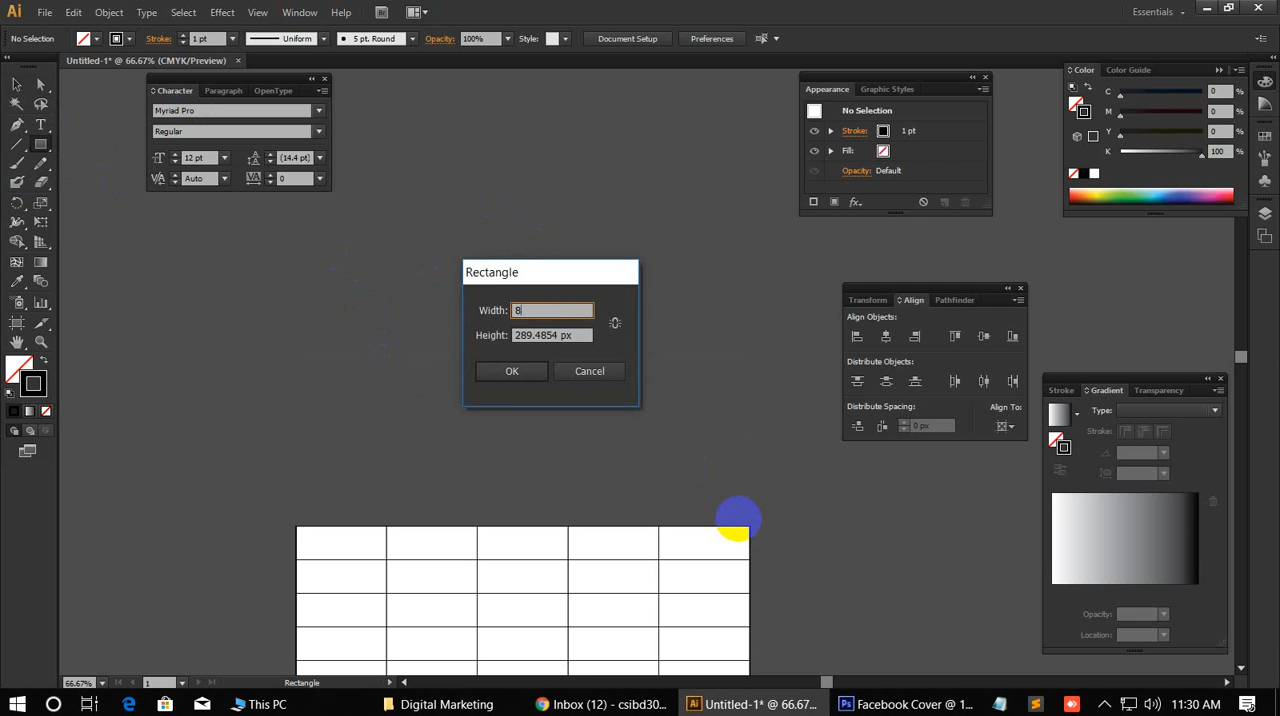 Ai File Edit Object Type Select Effect View Window Help Br Essentials
No Selection Stroke: 1 pt Uniform 5 pt. Round Opacity: 100% Style: Document Setup Preferences
Untitled-1* @ 66.67% (CMYK/Preview) ×
Character Paragraph OpenType
Myriad Pro
Regular
12 pt (14.4 pt)
Auto 0
Appearance Graphic Styles
No Selection
Stroke: 1 pt
Fill:
Opacity: Default
fx
Color Color Guide
C 0 %
M 0 %
Y 0 %
K 100 %
Rectangle
Width: 8
Height: 289.4854 px
OK Cancel
Transform Align Pathfinder
Align Objects:
Distribute Objects:
Distribute Spacing: Align To:
0 px
Stroke Gradient Transparency
Type:
Stroke:
Opacity:
Location:
66.67% 1 Rectangle
This PC Digital Marketing Inbox (12) - csibd30... Ai Untitled-1* @ 66.67... Ps Facebook Cover @ 1... 11:30 AM